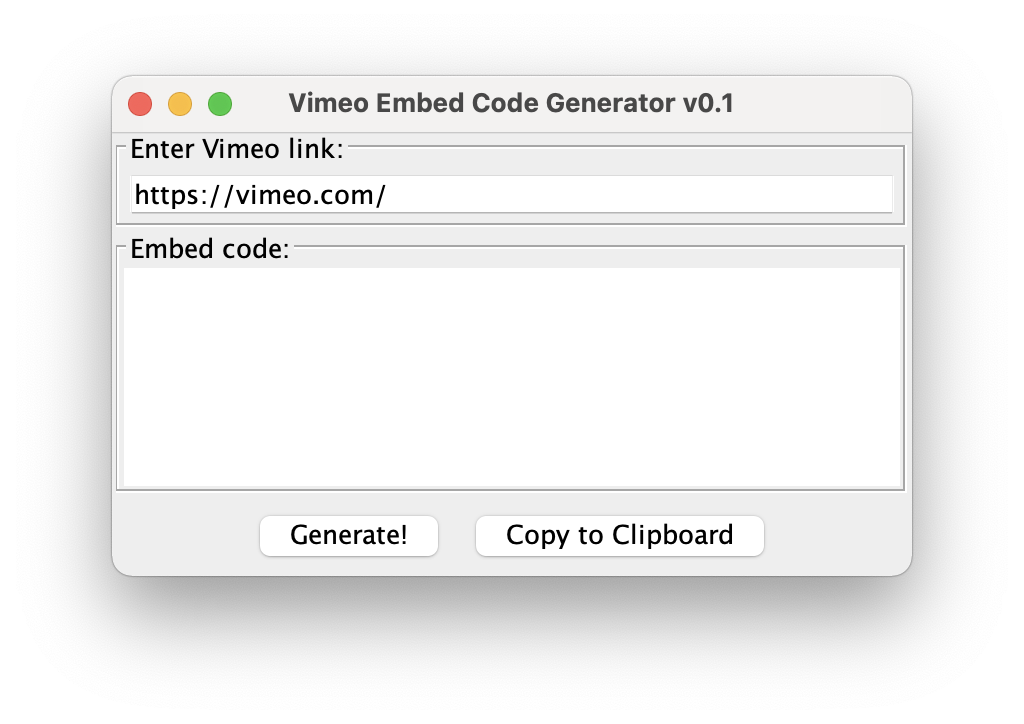 Vimeo Embed Code Generator v0.1
Enter Vimeo link:
https://vimeo.com/
Embed code:
Generate! Copy to Clipboard